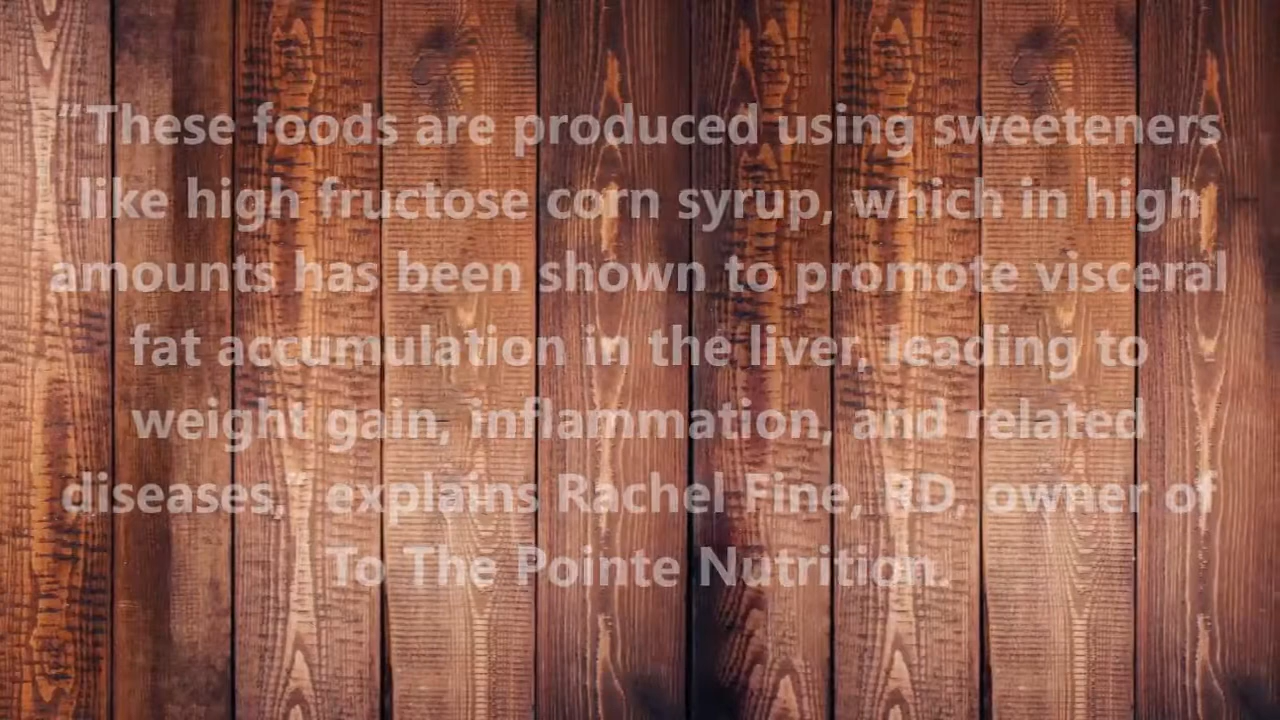 “These foods are produced using sweeteners
like high fructose corn syrup, which in high
amounts has been shown to promote visceral
fat accumulation in the liver, leading to
weight gain, inflammation, and related
diseases,” explains Rachel Fine, RD, owner of
To The Pointe Nutrition.